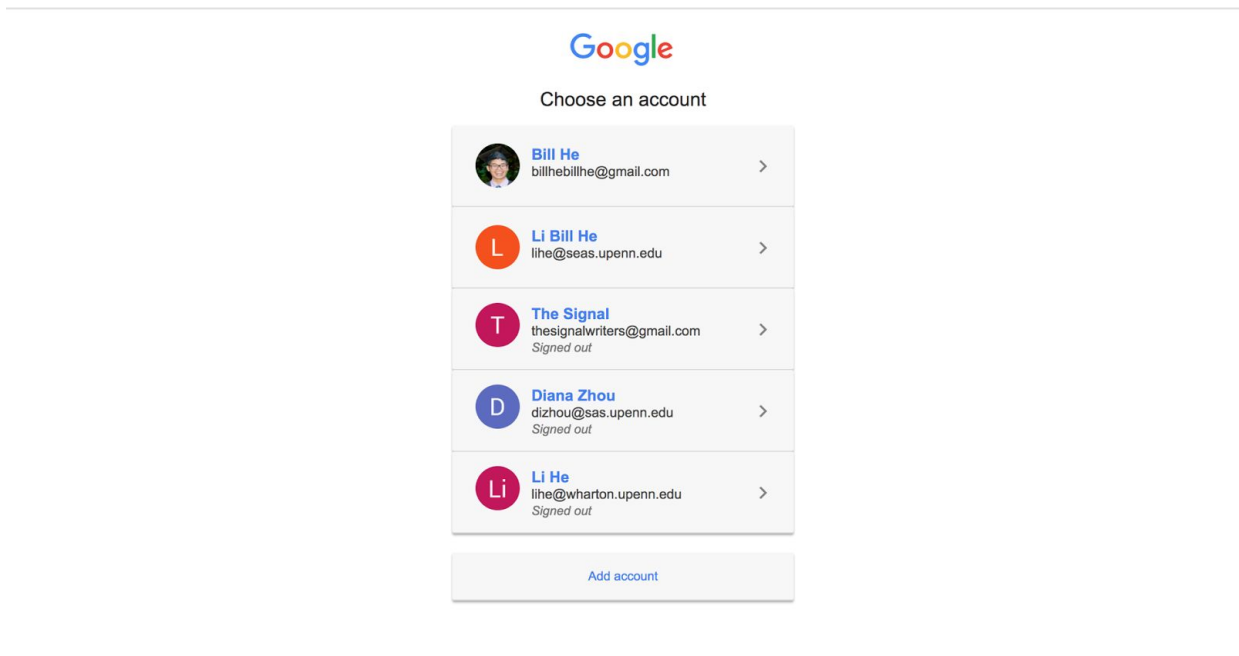 Google
Choose an account
Bill He
billhebillhe@gmail.com
L
Li Bill He
lihe@seas.upenn.edu
T
The Signal
thesignalwriters@gmail.com
Signed out
D
Diana Zhou
dizhou@sas.upenn.edu
Signed out
Li
Li He
lihe@wharton.upenn.edu
Signed out
Add account